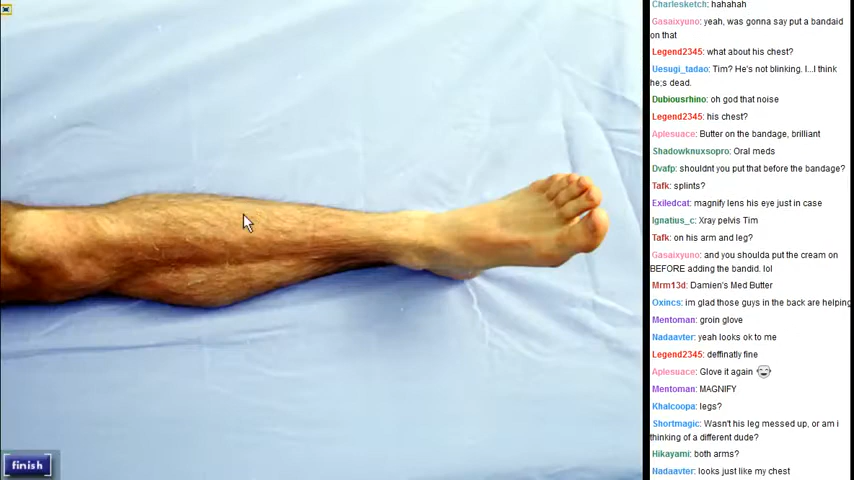 Charlesketch: hahahah
Gasaixyuno: yeah, was gonna say put a bandaid
on that
Legend2345: what about his chest?
Uesugi_tadao: Tim? He's not blinking. I...I think
he;s dead.
Dubiousrhino: oh god that noise
Legend2345: his chest?
Aplesuace: Butter on the bandage, brilliant
Shadowknuxsopro: Oral meds
Dvafp: shouldnt you put that before the bandage?
Tafk: splints?
Exiledcat: magnify lens his eye just in case
Ignatius_c: Xray pelvis Tim
Tafk: on his arm and leg?
Gasaixyuno: and you shoulda put the cream on
BEFORE adding the bandid. lol
Mrm13d: Damien's Med Butter
Oxincs: im glad those guys in the back are helping
Mentoman: groin glove
Nadaavter: yeah looks ok to me
Legend2345: deffinatly fine
Aplesuace: Glove it again
Mentoman: MAGNIFY
Khalcoopa: legs?
Shortmagic: Wasn't his leg messed up, or am i
thinking of a different dude?
Hikayami: both arms?
Nadaavter: looks just like my chest
finish